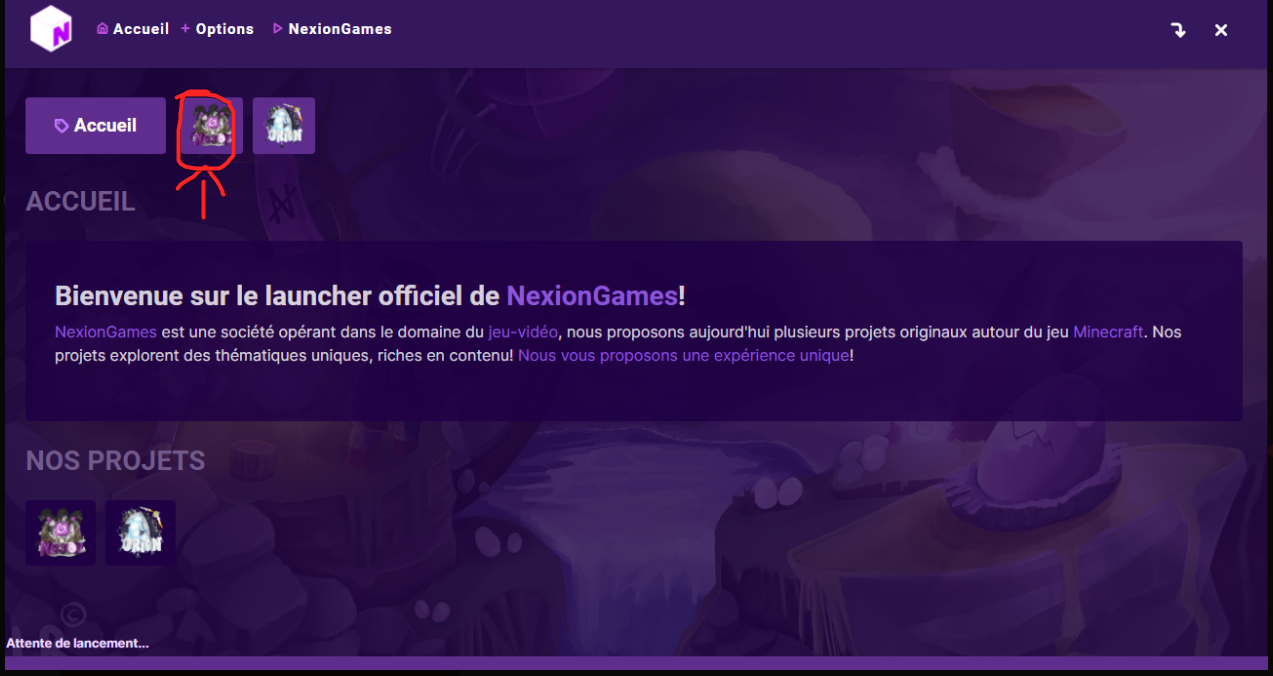 N
Accueil + Options NexionGames
Accueil
ORION
ACCUEIL
Bienvenue sur le launcher officiel de NexionGames!
NexionGames est une société opérant dans le domaine du jeu-vidéo, nous proposons aujourd'hui plusieurs projets originaux autour du jeu Minecraft. Nos
projets explorent des thématiques uniques, riches en contenu! Nous vous proposons une expérience unique!
NOS PROJETS
ORION
©
Attente de lancement...